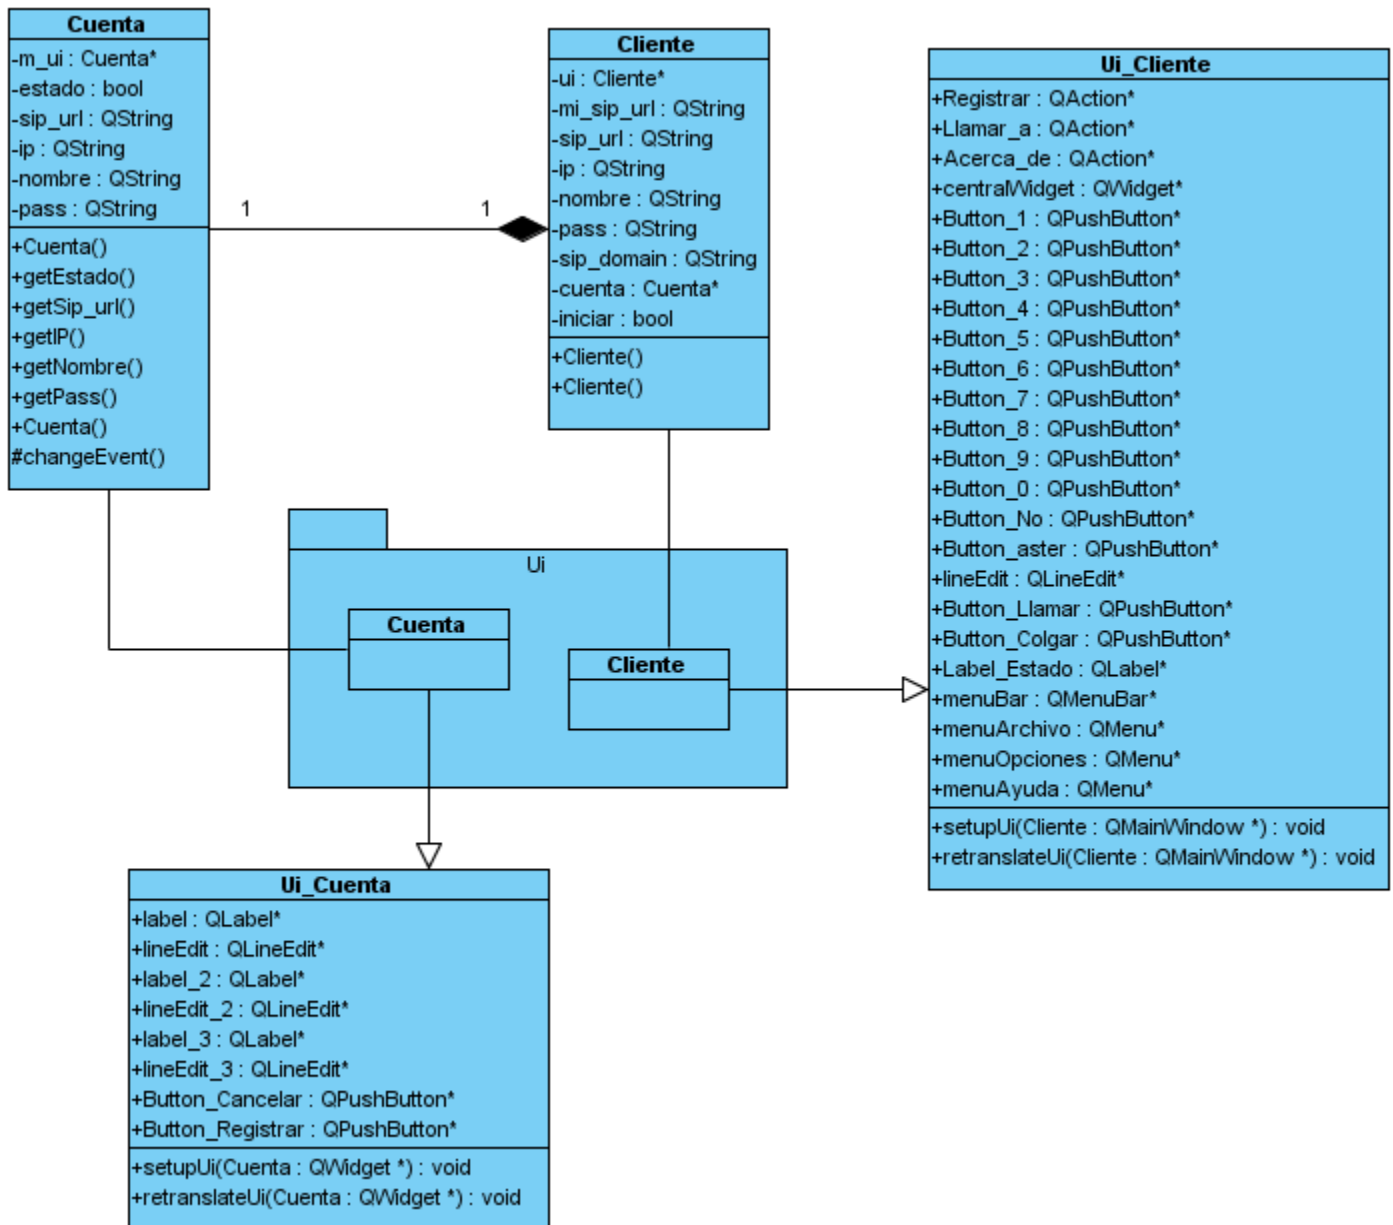 Cuenta
-m_ui : Cuenta*
-estado : bool
-sip_url : QString
-ip : QString
-nombre : QString
-pass : QString
+Cuenta()
+getEstado()
+getSip_url()
+getIP()
+getNombre()
+getPass()
+Cuenta()
#changeEvent()
1
1
Cliente
-ui : Cliente*
-mi_sip_url : QString
-sip_url : QString
-ip : QString
-nombre : QString
-pass : QString
-sip_domain : QString
-cuenta : Cuenta*
-iniciar : bool
+Cliente()
+Cliente()
Ui_Cliente
+Registrar : QAction*
+Llamar_a : QAction*
+Acerca_de : QAction*
+centralWidget : QWidget*
+Button_1 : QPushButton*
+Button_2 : QPushButton*
+Button_3 : QPushButton*
+Button_4 : QPushButton*
+Button_5 : QPushButton*
+Button_6 : QPushButton*
+Button_7 : QPushButton*
+Button_8 : QPushButton*
+Button_9 : QPushButton*
+Button_0 : QPushButton*
+Button_No : QPushButton*
+Button_aster : QPushButton*
+lineEdit : QLineEdit*
+Button_Llamar : QPushButton*
+Button_Colgar : QPushButton*
+Label_Estado : QLabel*
+menuBar : QMenuBar*
+menuArchivo : QMenu*
+menuOpciones : QMenu*
+menuAyuda : QMenu*
+setupUi(Cliente : QMainWindow *) : void
+retranslateUi(Cliente : QMainWindow *) : void
Ui
Cuenta
Cliente
Ui_Cuenta
+label : QLabel*
+lineEdit : QLineEdit*
+label_2 : QLabel*
+lineEdit_2 : QLineEdit*
+label_3 : QLabel*
+lineEdit_3 : QLineEdit*
+Button_Cancelar : QPushButton*
+Button_Registrar : QPushButton*
+setupUi(Cuenta : QWidget *) : void
+retranslateUi(Cuenta : QWidget *) : void